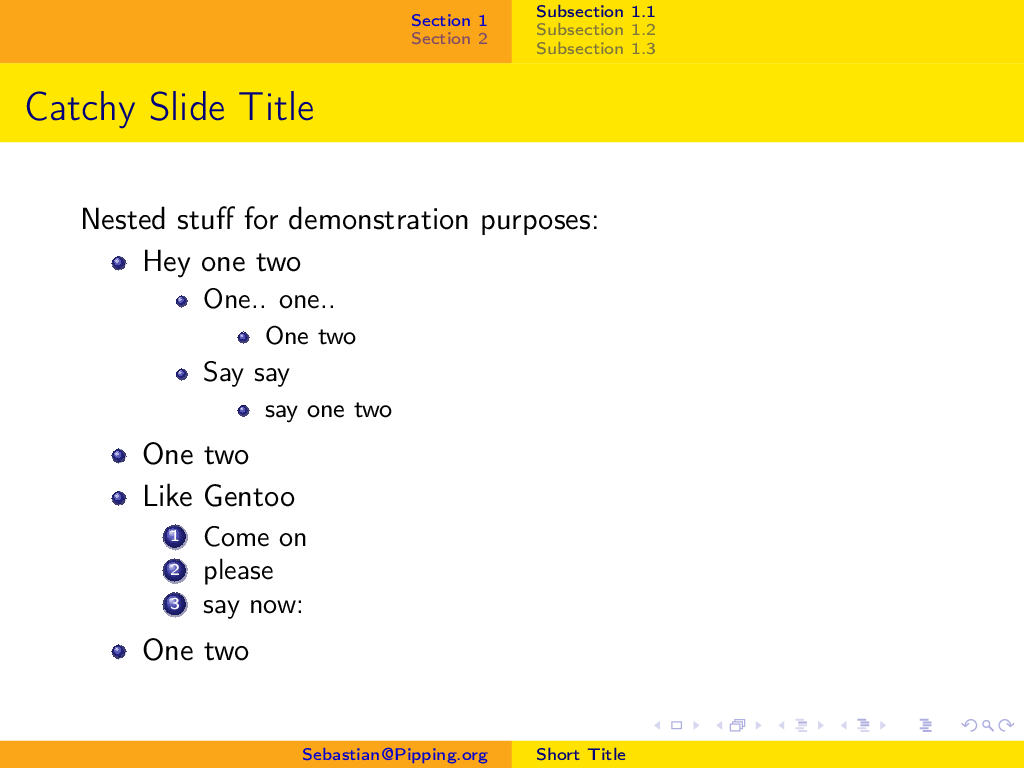 Section 1
Section 2
Subsection 1.1
Subsection 1.2
Subsection 1.3
Catchy Slide Title
Nested stuff for demonstration purposes:
Hey one two
One.. one..
One two
Say say
say one two
One two
Like Gentoo
1 Come on
2 please
3 say now:
One two
Sebastian@Pipping.org
Short Title